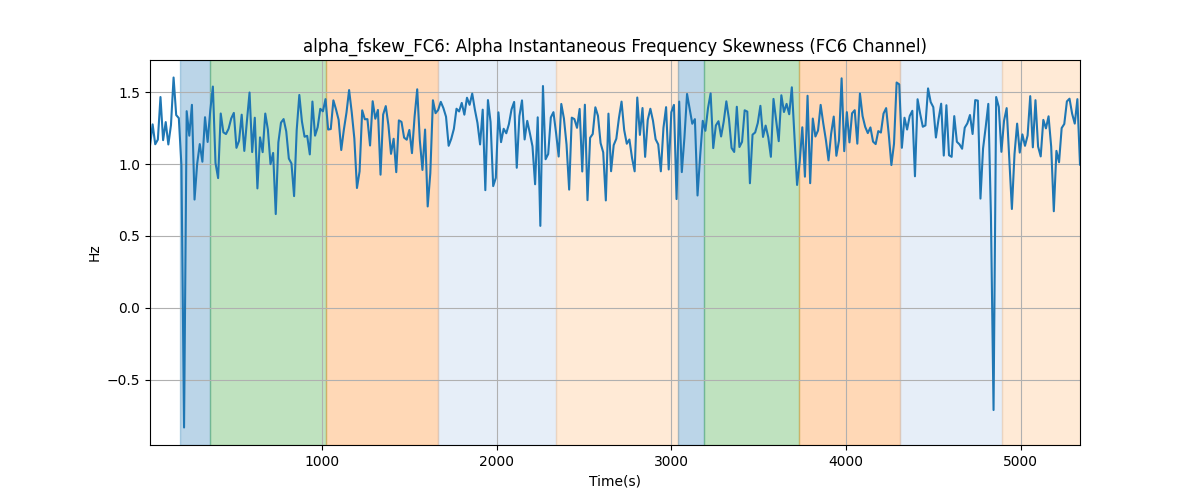 alpha_fskew_FC6: Alpha Instantaneous Frequency Skewness (FC6 Channel)
1.5
1.0
0.5
0.0
−0.5
Hz
1000 2000 3000 4000 5000
Time(s)